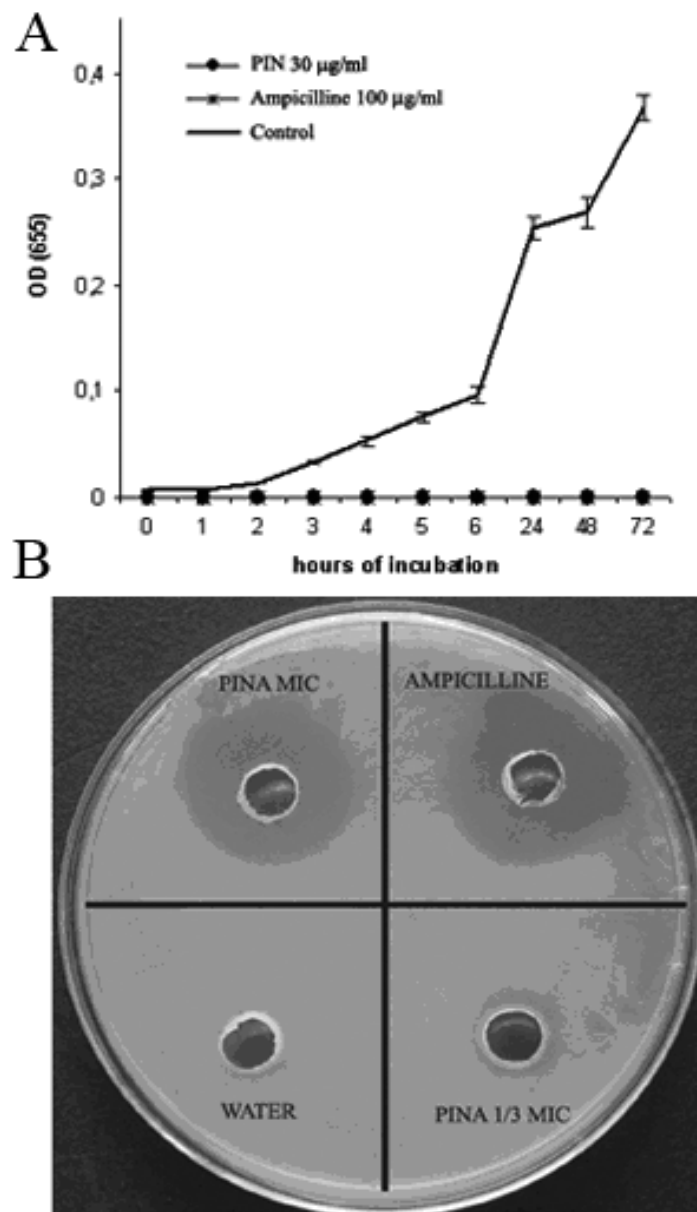 A
PIN 30 µg/ml
Ampicilline 100 µg/ml
Control
OD (655)
0,4
0,3
0,2
0,1
0
0 1 2 3 4 5 6 24 48 72
hours of incubation
B
PINA MIC
AMPICILLINE
WATER
PINA 1/3 MIC